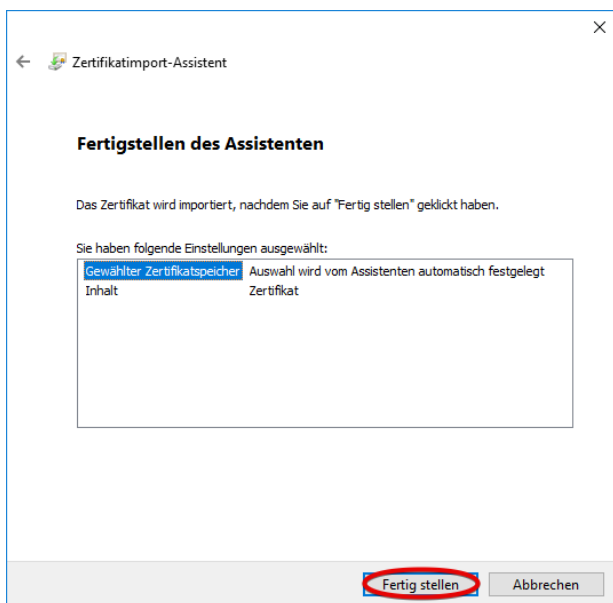 Zertifikatimport-Assistent
Fertigstellen des Assistenten
Das Zertifikat wird importiert, nachdem Sie auf "Fertig stellen" geklickt haben.
Sie haben folgende Einstellungen ausgewählt:
Gewählter Zertifikatspeicher Auswahl wird vom Assistenten automatisch festgelegt
Inhalt Zertifikat
Fertig stellen Abbrechen